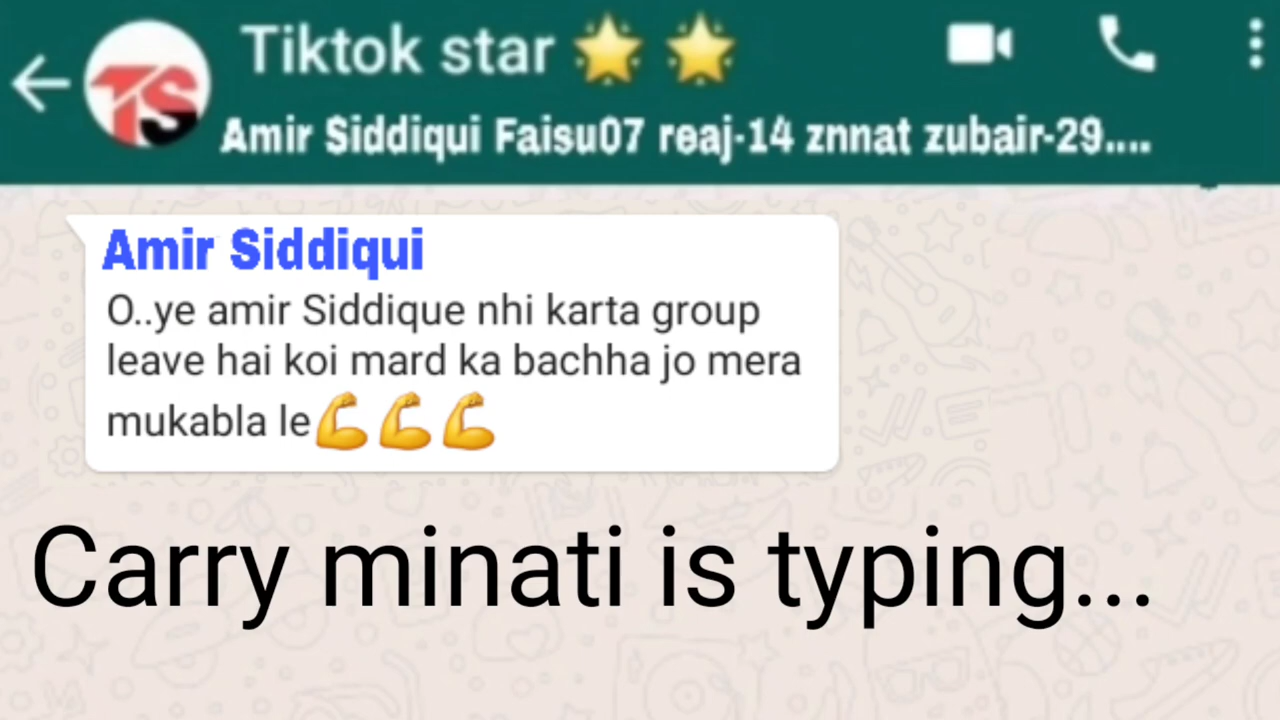 Tiktok star 🌟 🌟
TS
Amir Siddiqui Faisu07 reaj-14 znnat zubair-29....
Amir Siddiqui
O..ye amir Siddique nhi karta group
leave hai koi mard ka bachha jo mera
mukabla le💪💪💪
Carry minati is typing...